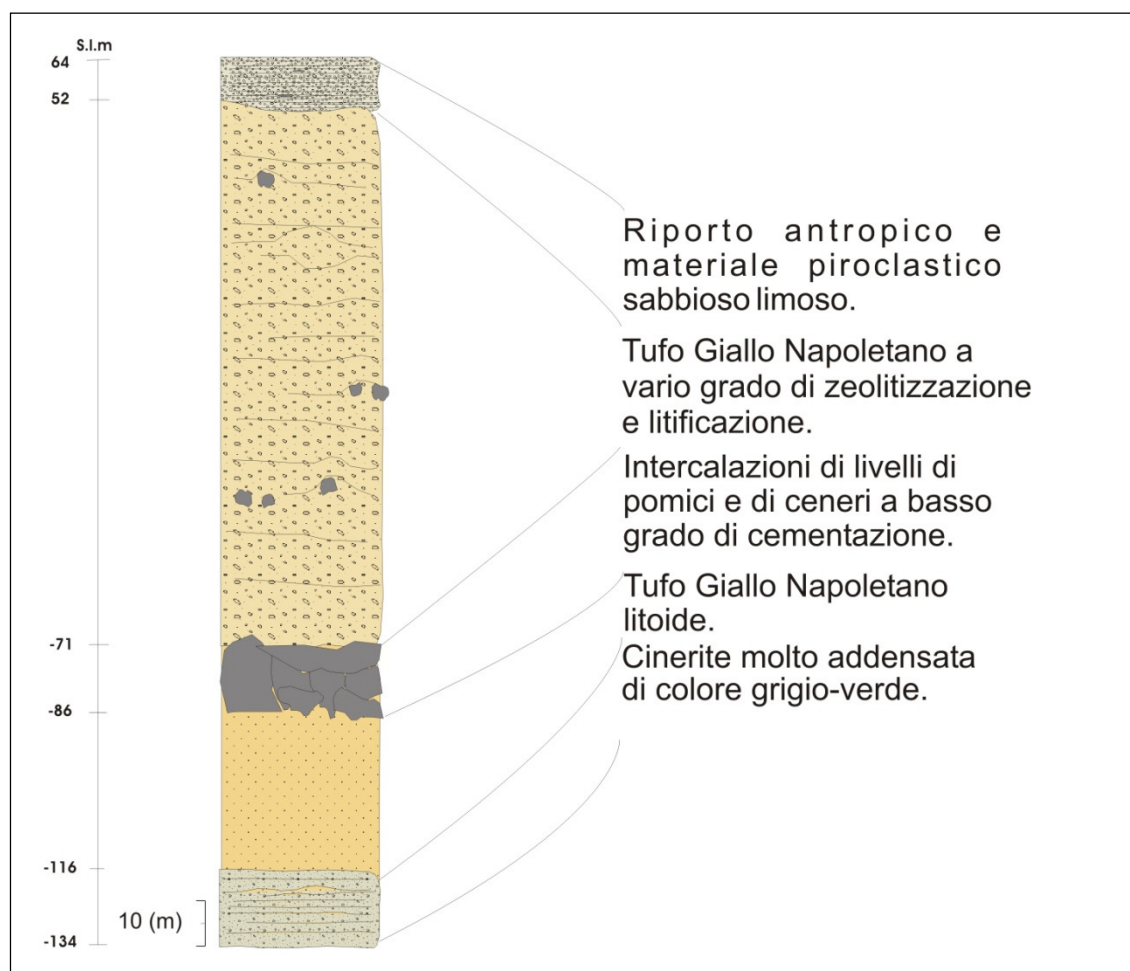 S.l.m
64
52
-71
-86
-116
10 (m)
-134
Riporto antropico e
materiale piroclastico
sabbioso limoso.
Tufo Giallo Napoletano a
vario grado di zeolitizzazione
e litificazione.
Intercalazioni di livelli di
pomici e di ceneri a basso
grado di cementazione.
Tufo Giallo Napoletano
litoide.
Cinerite molto addensata
di colore grigio-verde.